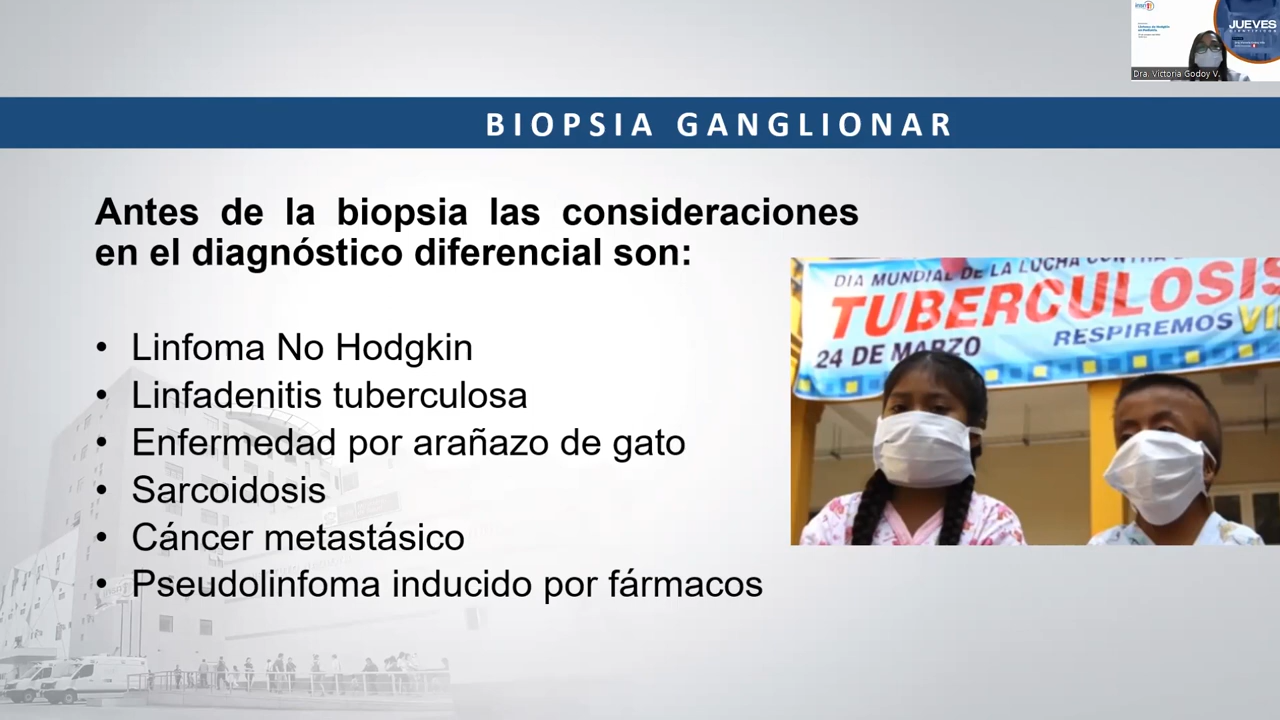 JUEVES
CIENTÍFICOS
Dra. Victoria Godoy V.
BIOPSIA GANGLIONAR
Antes de la biopsia las consideraciones
en el diagnóstico diferencial son:
• Linfoma No Hodgkin
• Linfadenitis tuberculosa
• Enfermedad por arañazo de gato
• Sarcoidosis
• Cáncer metastásico
• Pseudolinfoma inducido por fármacos
DIA MUNDIAL DE LA LUCHA CONTRA
TUBERCULOSIS
24 DE MARZO
RESPIREMOS